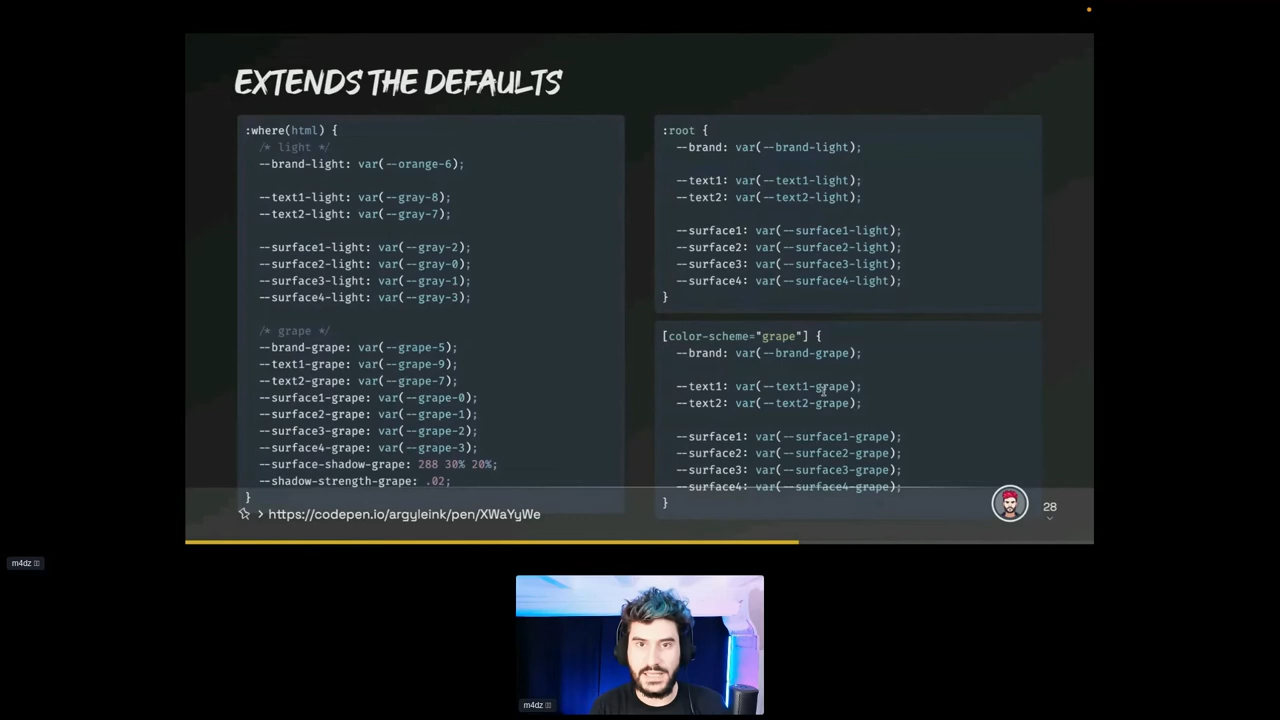 EXTENDS THE DEFAULTS
:where(html) {
/* light */
--brand-light: var(--orange-6);
--text1-light: var(--gray-8);
--text2-light: var(--gray-7);
--surface1-light: var(--gray-2);
--surface2-light: var(--gray-0);
--surface3-light: var(--gray-1);
--surface4-light: var(--gray-3);
/* grape */
--brand-grape: var(--grape-5);
--text1-grape: var(--grape-9);
--text2-grape: var(--grape-7);
--surface1-grape: var(--grape-0);
--surface2-grape: var(--grape-1);
--surface3-grape: var(--grape-2);
--surface4-grape: var(--grape-3);
--surface-shadow-grape: 288 30% 20%;
--shadow-strength-grape: .02;
}
:root {
--brand: var(--brand-light);
--text1: var(--text1-light);
--text2: var(--text2-light);
--surface1: var(--surface1-light);
--surface2: var(--surface2-light);
--surface3: var(--surface3-light);
--surface4: var(--surface4-light);
}
[color-scheme="grape"] {
--brand: var(--brand-grape);
--text1: var(--text1-grape);
--text2: var(--text2-grape);
--surface1: var(--surface1-grape);
--surface2: var(--surface2-grape);
--surface3: var(--surface3-grape);
--surface4: var(--surface4-grape);
}
> https://codepen.io/argyleink/pen/XWaYyWe
28
m4dz
m4dz